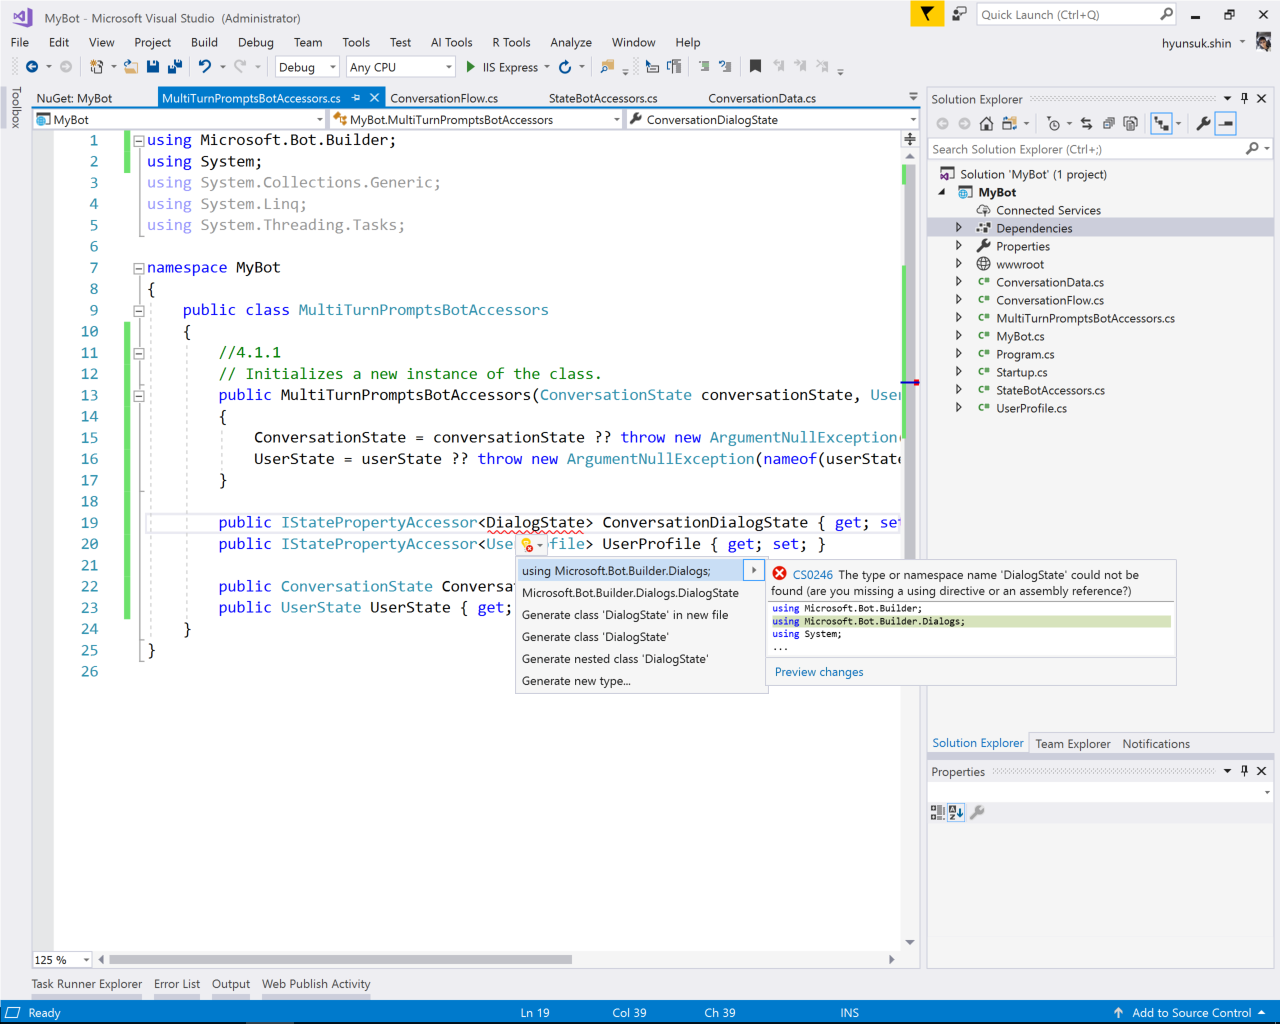 MyBot - Microsoft Visual Studio (Administrator)
Quick Launch (Ctrl+Q)
File Edit View Project Build Debug Team Tools Test AI Tools R Tools Analyze Window Help
hyunsuk.shin
Debug Any CPU IIS Express
Toolbox
NuGet: MyBot MultiTurnPromptsBotAccessors.cs ConversationFlow.cs StateBotAccessors.cs ConversationData.cs
MyBot MyBot.MultiTurnPromptsBotAccessors ConversationDialogState
1 using Microsoft.Bot.Builder;
2 using System;
3 using System.Collections.Generic;
4 using System.Linq;
5 using System.Threading.Tasks;
6
7 namespace MyBot
8 {
9 public class MultiTurnPromptsBotAccessors
10 {
11 //4.1.1
12 // Initializes a new instance of the class.
13 public MultiTurnPromptsBotAccessors(ConversationState conversationState, User
14 {
15 ConversationState = conversationState ?? throw new ArgumentNullException(
16 UserState = userState ?? throw new ArgumentNullException(nameof(userState
17 }
18
19 public IStatePropertyAccessor<DialogState> ConversationDialogState { get; set
20 public IStatePropertyAccessor<Use file> UserProfile { get; set; }
21
22 public ConversationState Conversa
23 public UserState UserState { get;
24 }
25 }
26
using Microsoft.Bot.Builder.Dialogs;
Microsoft.Bot.Builder.Dialogs.DialogState
Generate class 'DialogState' in new file
Generate class 'DialogState'
Generate nested class 'DialogState'
Generate new type...
CS0246 The type or namespace name 'DialogState' could not be
found (are you missing a using directive or an assembly reference?)
using Microsoft.Bot.Builder;
using Microsoft.Bot.Builder.Dialogs;
using System;
...
Preview changes
125 %
Solution Explorer
Search Solution Explorer (Ctrl+;)
Solution 'MyBot' (1 project)
MyBot
Connected Services
Dependencies
Properties
wwwroot
ConversationData.cs
ConversationFlow.cs
MultiTurnPromptsBotAccessors.cs
MyBot.cs
Program.cs
Startup.cs
StateBotAccessors.cs
UserProfile.cs
Solution Explorer Team Explorer Notifications
Properties
Task Runner Explorer Error List Output Web Publish Activity
Ready Ln 19 Col 39 Ch 39 INS Add to Source Control